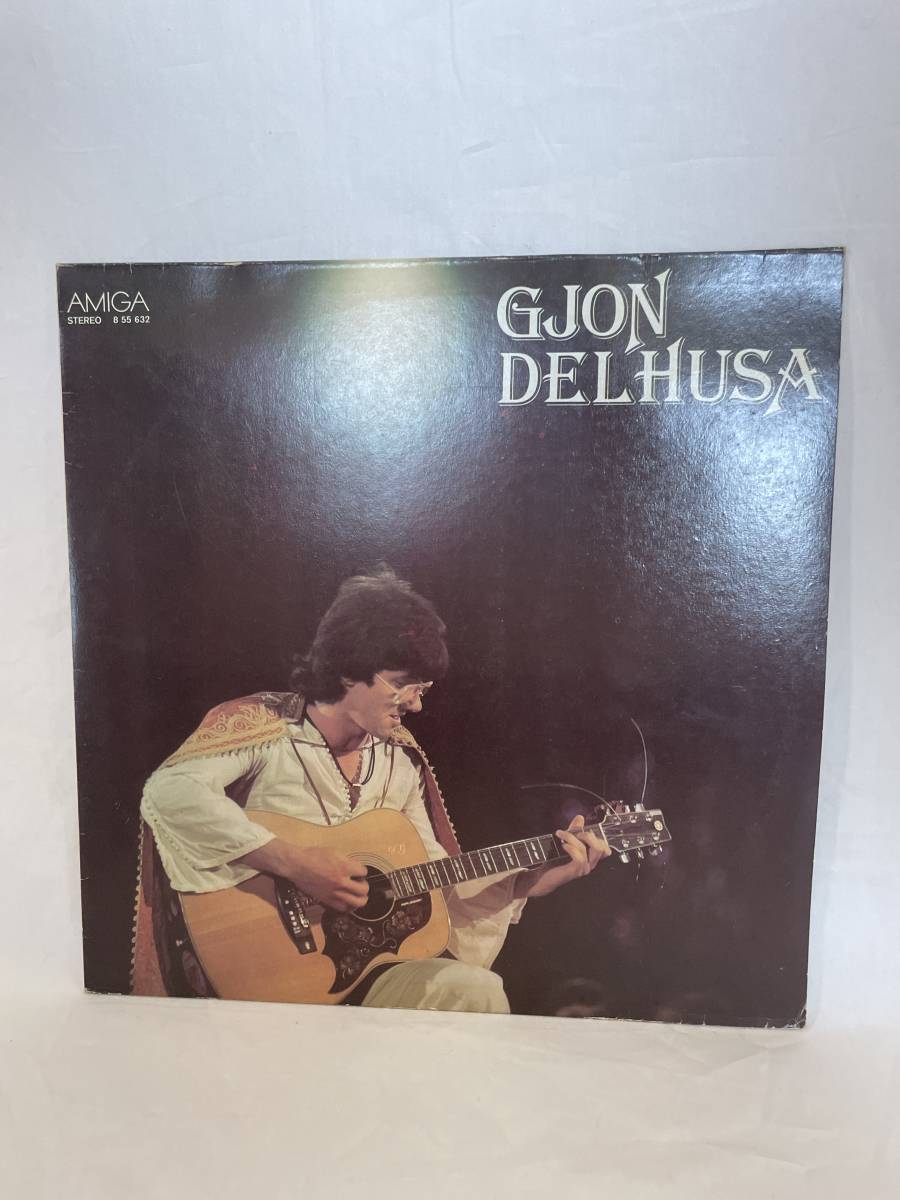 AMIGA
STEREO 8 55 632
GJON
DELHUSA